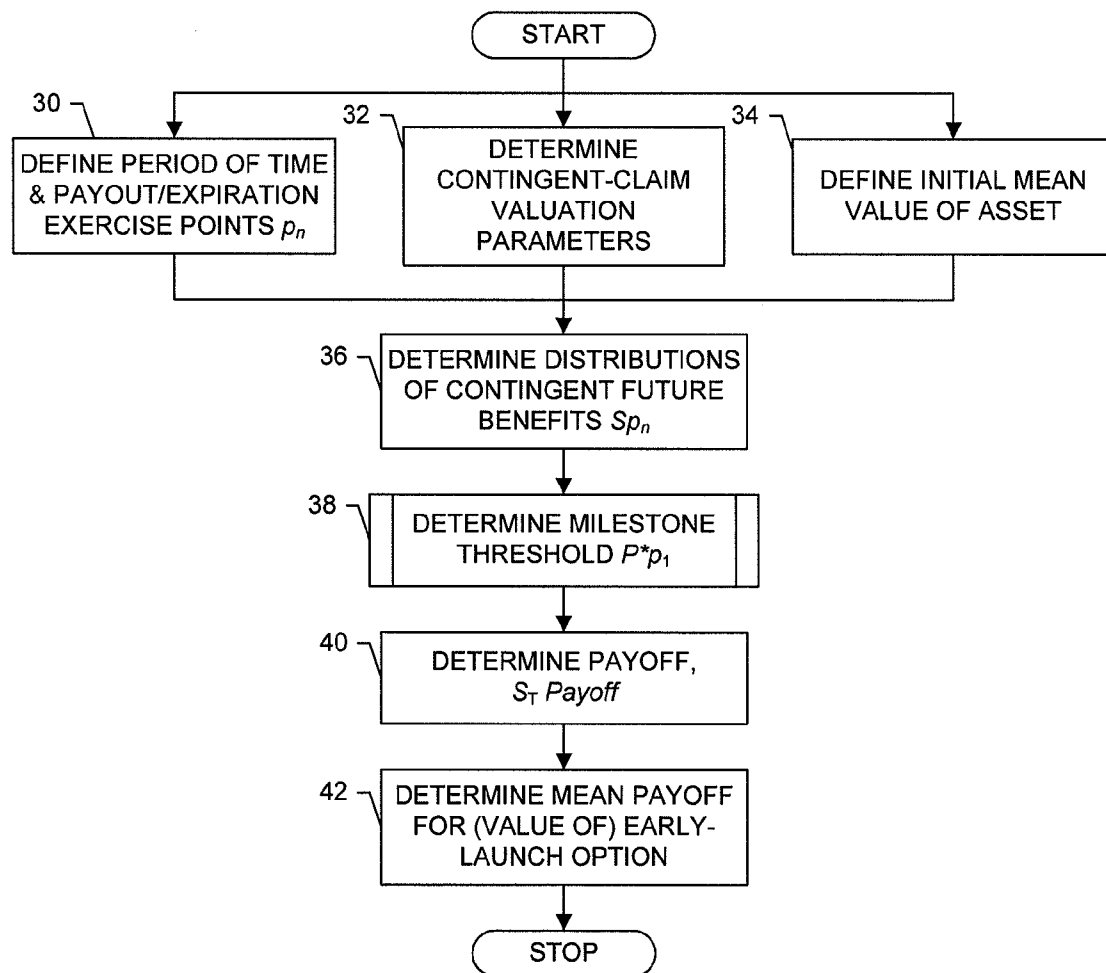 START
30
DEFINE PERIOD OF TIME
& PAYOUT/EXPIRATION
EXERCISE POINTS pn
32
DETERMINE
CONTINGENT-CLAIM
VALUATION
PARAMETERS
34
DEFINE INITIAL MEAN
VALUE OF ASSET
36
DETERMINE DISTRIBUTIONS
OF CONTINGENT FUTURE
BENEFITS Spn
38
DETERMINE MILESTONE
THRESHOLD P*p1
40
DETERMINE PAYOFF,
ST Payoff
42
DETERMINE MEAN PAYOFF
FOR (VALUE OF) EARLY-
LAUNCH OPTION
STOP